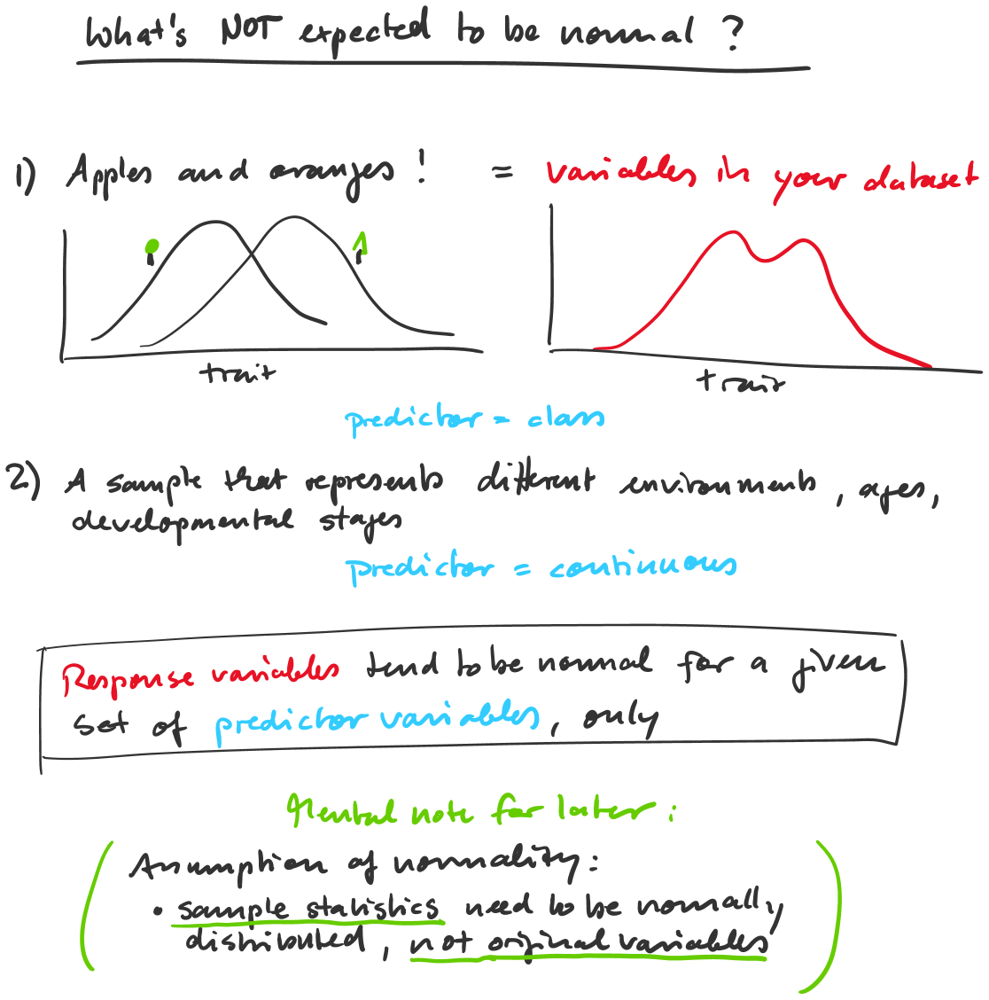 What's NOT expected to be normal ?
1) Apples and oranges ! = variables in your dataset
trait
trait
predictor = class
2) A sample that represents different environments, ages,
developmental stages
predictor = continuous
Response variables tend to be normal for a given
set of predictor variables, only
Mental note for later:
Assumption of normality:
• sample statistics need to be normally
distributed, not original variables